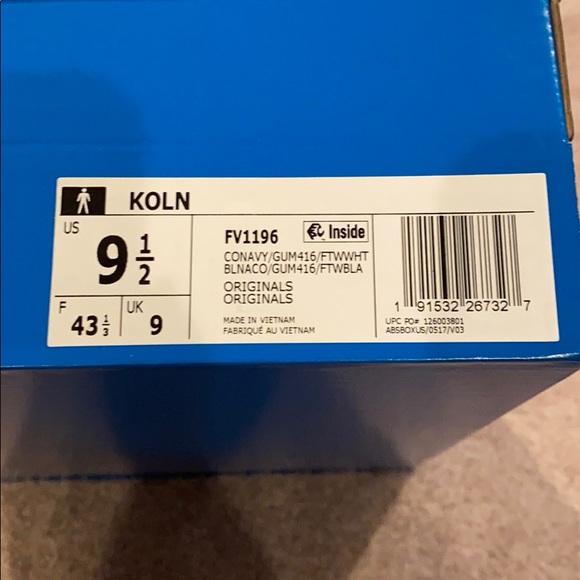 KOLN
US
9 1/2
F
43 1/3
UK
9
FV1196
Inside
CONAVY/GUM416/FTWWHT
BLNACO/GUM416/FTWBLA
ORIGINALS
ORIGINALS
MADE IN VIETNAM
FABRIQUÉ AU VIETNAM
1 91532 26732 7
UPC PO# 126003801
ABSBOXUS/0517/V03